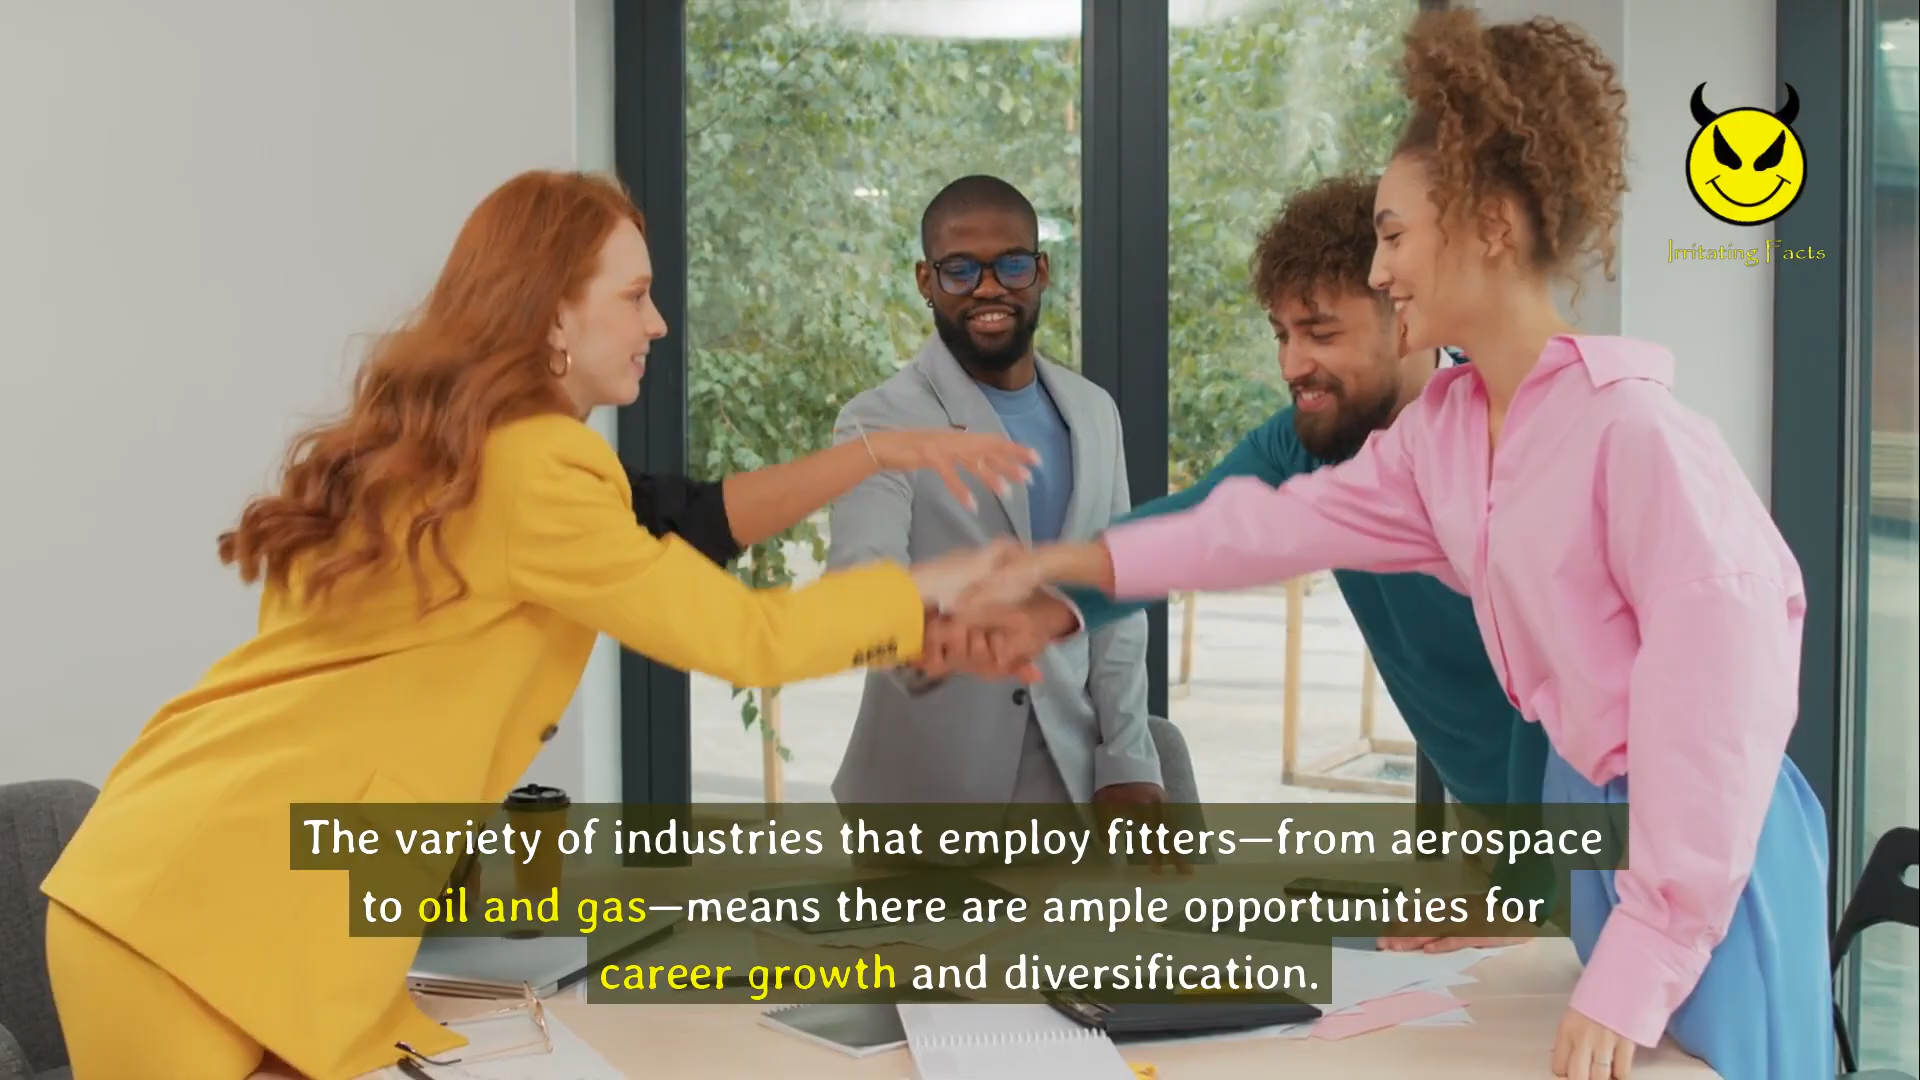 Irritating Facts
The variety of industries that employ fitters—from aerospace
to oil and gas—means there are ample opportunities for
career growth and diversification.